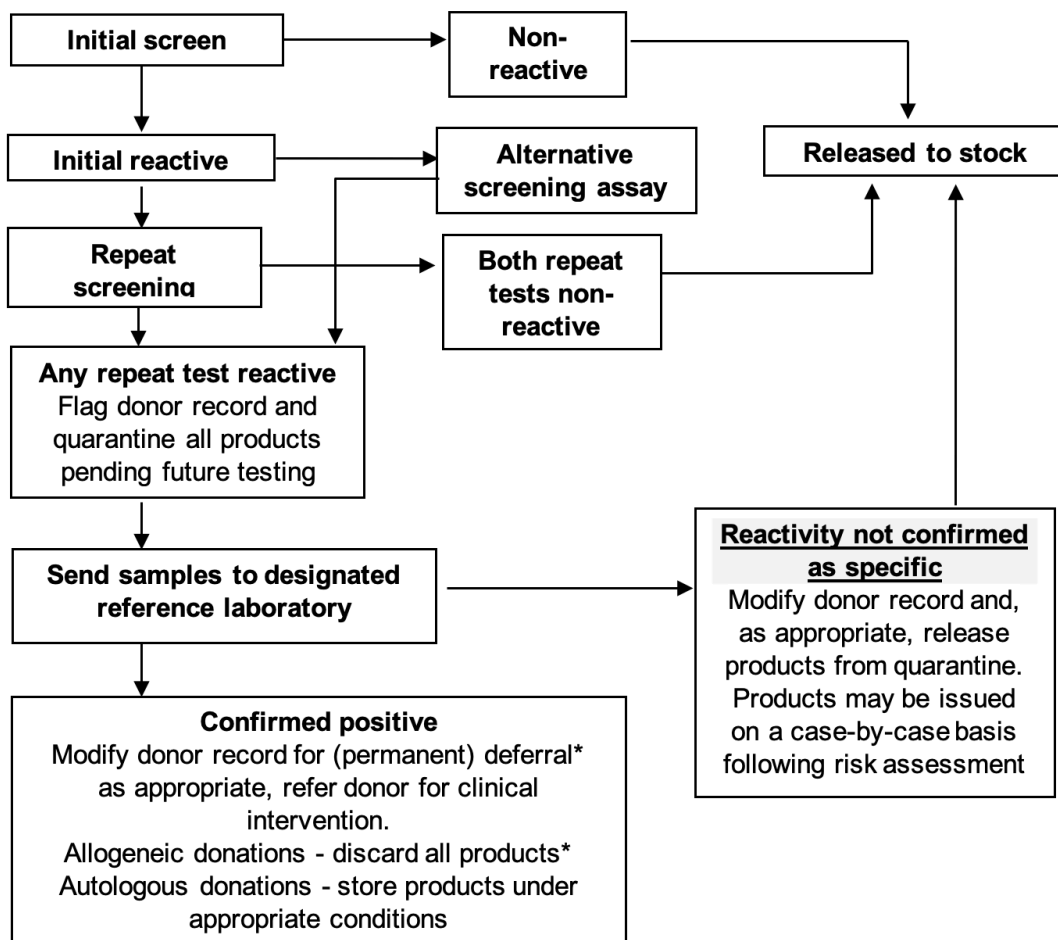 Initial screen
Non-
reactive
Initial reactive
Alternative
screening assay
Released to stock
Repeat
screening
Both repeat
tests non-
reactive
Any repeat test reactive
Flag donor record and
quarantine all products
pending future testing
Send samples to designated
reference laboratory
Reactivity not confirmed
as specific
Modify donor record and,
as appropriate, release
products from quarantine.
Products may be issued
on a case-by-case basis
following risk assessment
Confirmed positive
Modify donor record for (permanent) deferral*
as appropriate, refer donor for clinical
intervention.
Allogeneic donations - discard all products*
Autologous donations - store products under
appropriate conditions